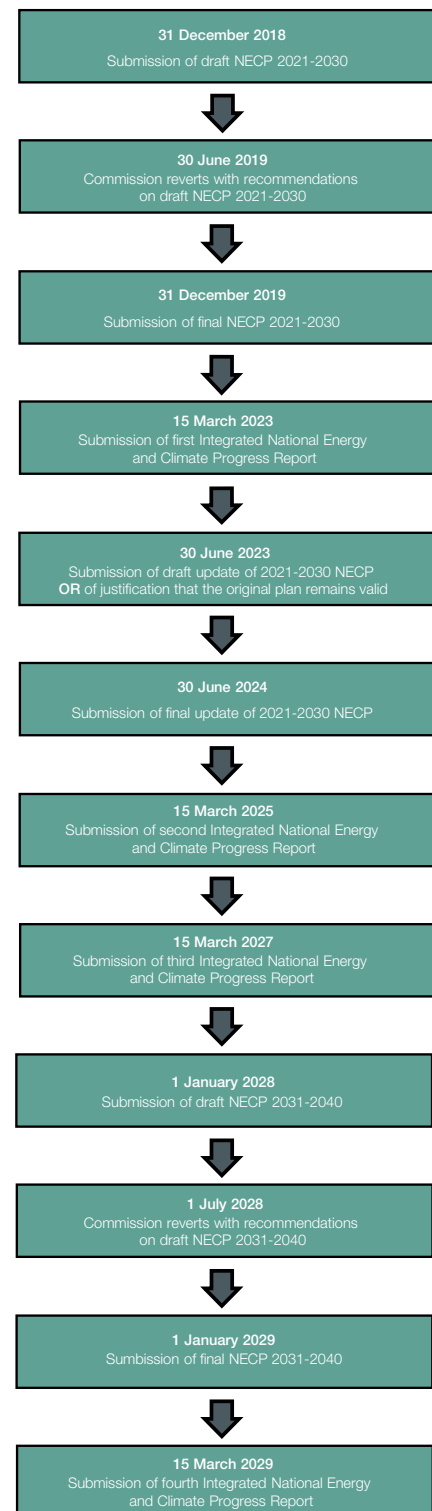 31 December 2018
Submission of draft NECP 2021-2030
30 June 2019
Commission reverts with recommendations
on draft NECP 2021-2030
31 December 2019
Submission of final NECP 2021-2030
15 March 2023
Submission of first Integrated National Energy
and Climate Progress Report
30 June 2023
Submission of draft update of 2021-2030 NECP
OR of justification that the original plan remains valid
30 June 2024
Submission of final update of 2021-2030 NECP
15 March 2025
Submission of second Integrated National Energy
and Climate Progress Report
15 March 2027
Submission of third Integrated National Energy
and Climate Progress Report
1 January 2028
Submission of draft NECP 2031-2040
1 July 2028
Commission reverts with recommendations
on draft NECP 2031-2040
1 January 2029
Sumbission of final NECP 2031-2040
15 March 2029
Submission of fourth Integrated National Energy
and Climate Progress Report